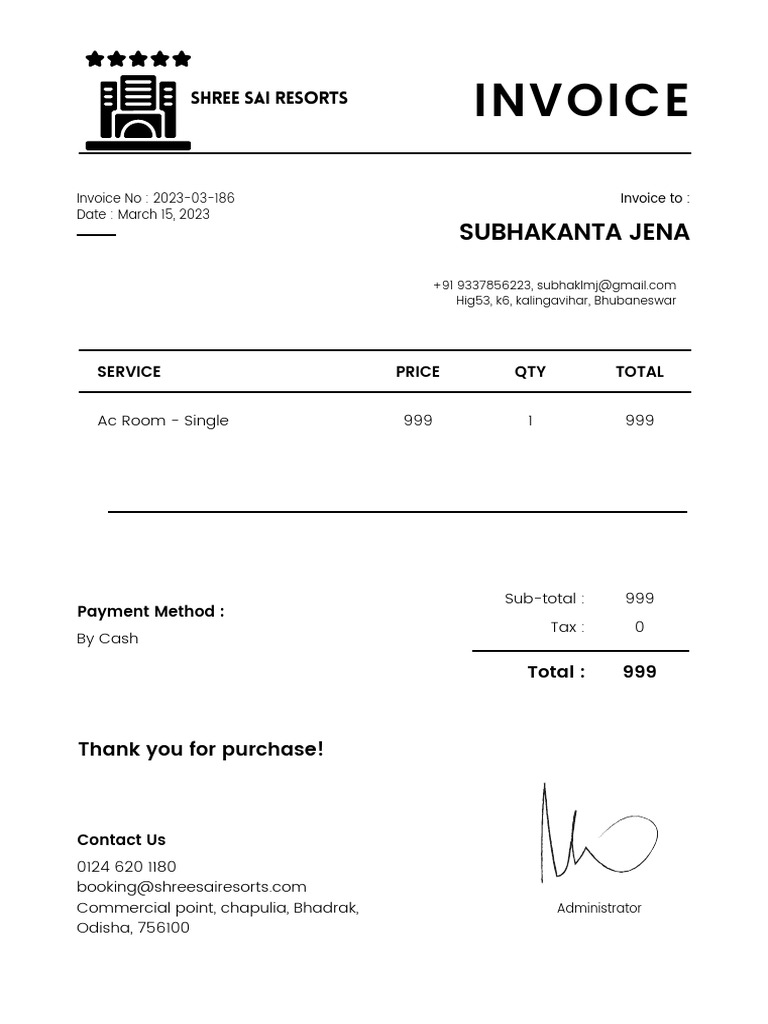 SHREE SAI RESORTS
INVOICE
Invoice No : 2023-03-186
Date : March 15, 2023
Invoice to :
SUBHAKANTA JENA
+91 9337856223, subhaklmj@gmail.com
Hig53, k6, kalingavihar, Bhubaneswar
SERVICE PRICE QTY TOTAL
Ac Room - Single 999 1 999
Sub-total : 999
Payment Method :
Tax : 0
By Cash
Total : 999
Thank you for purchase!
Contact Us
0124 620 1180
booking@shreesairesorts.com
Commercial point, chapulia, Bhadrak,
Odisha, 756100
Administrator